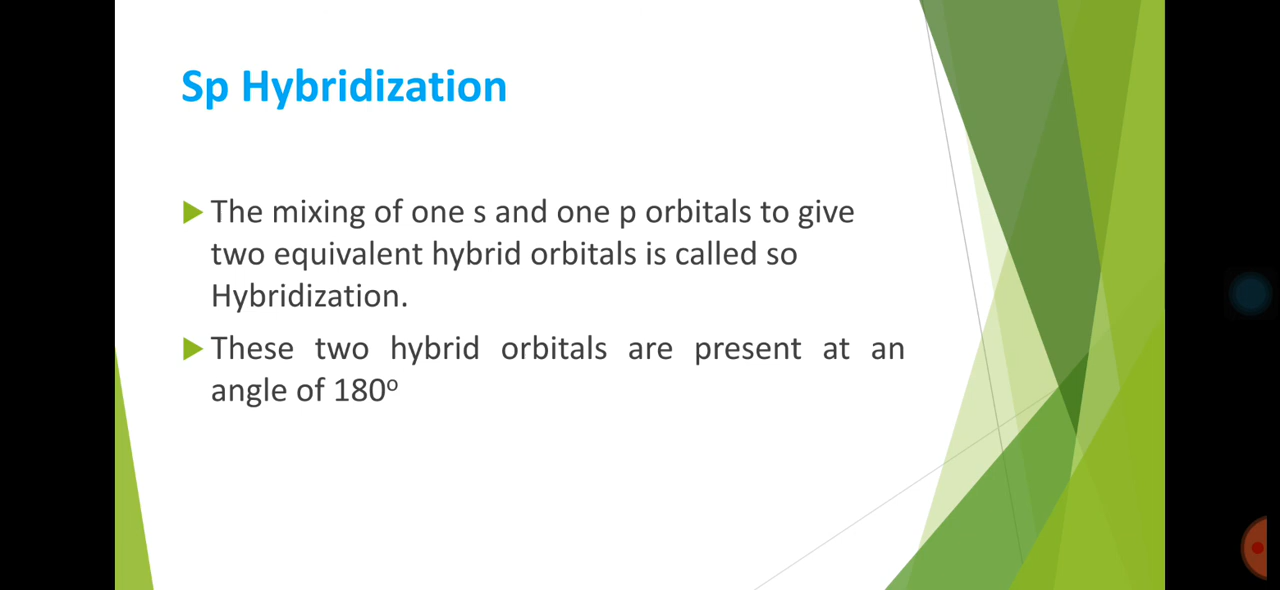 Sp Hybridization
The mixing of one s and one p orbitals to give
two equivalent hybrid orbitals is called so
Hybridization.
These two hybrid orbitals are present at an
angle of 180º